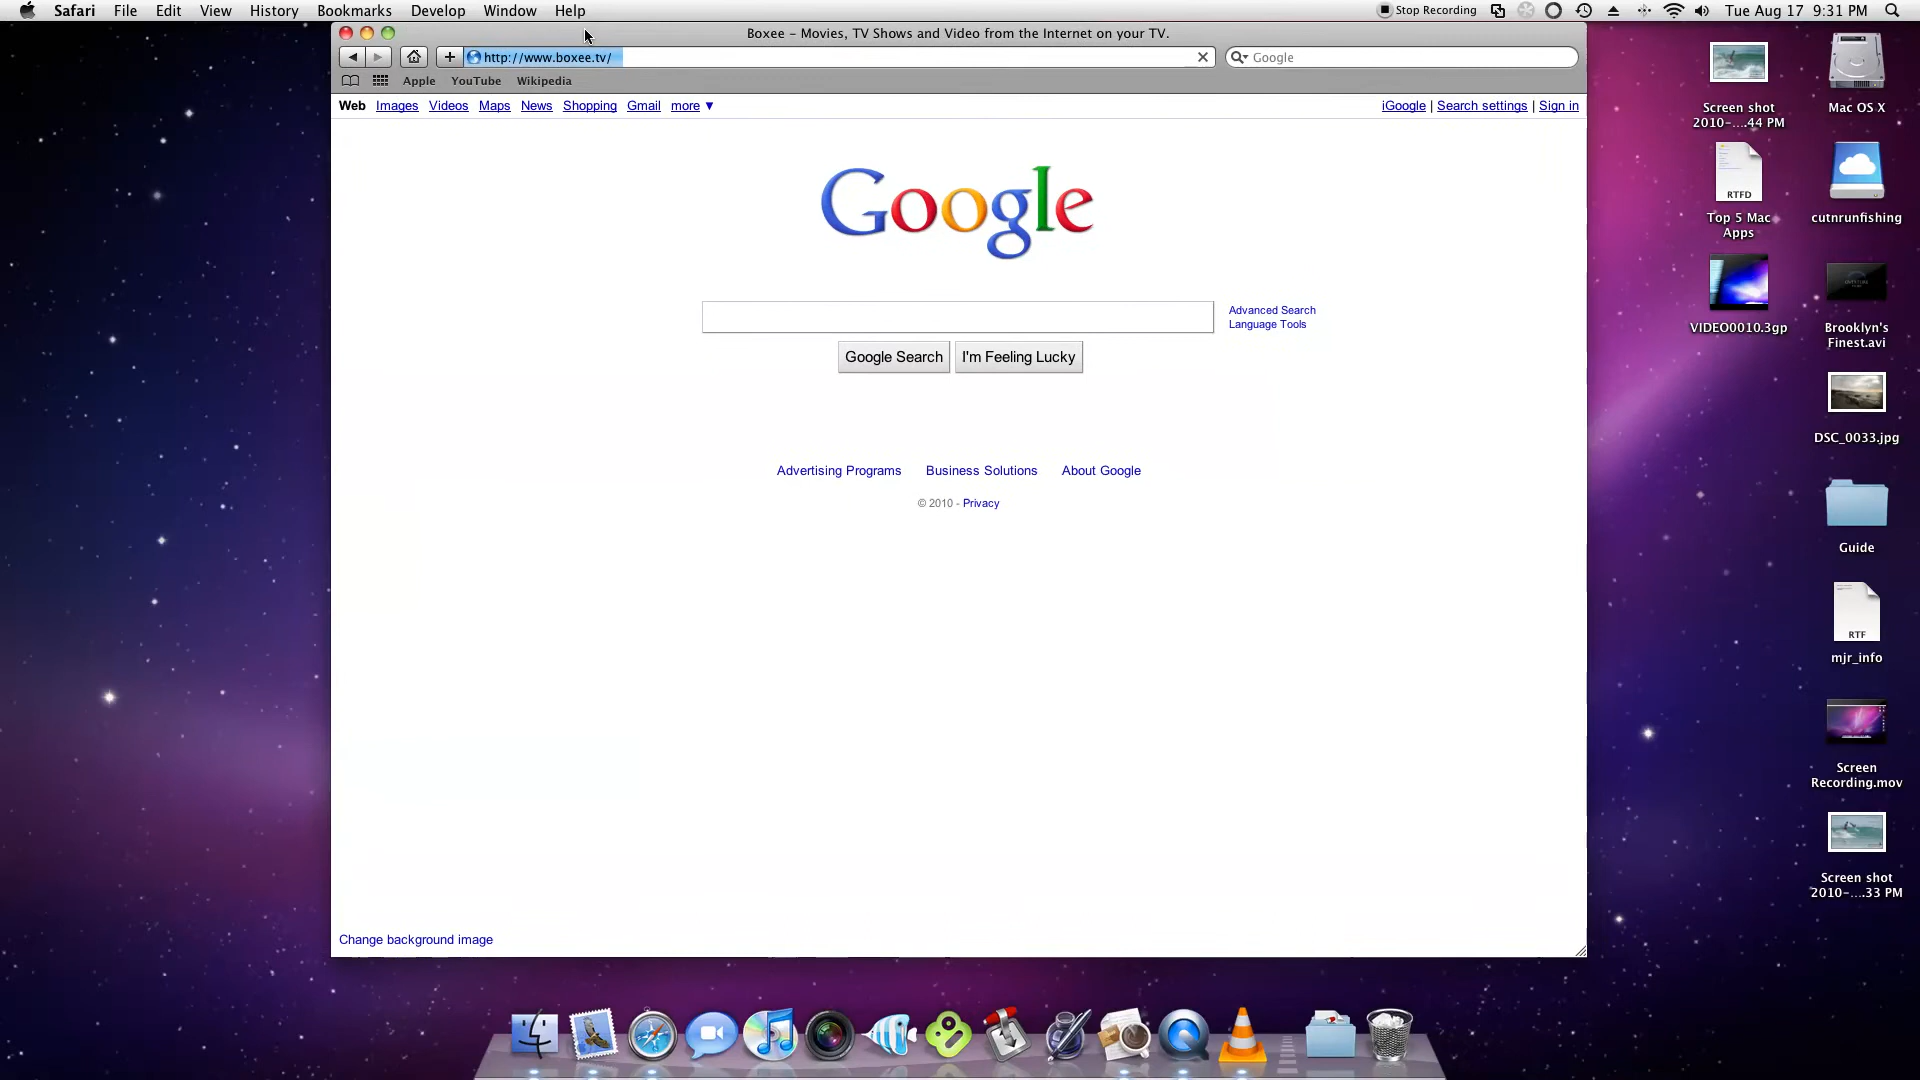 Safari File Edit View History Bookmarks Develop Window Help
Stop Recording
Tue Aug 17 9:31 PM
Boxee – Movies, TV Shows and Video from the Internet on your TV.
http://www.boxee.tv/
Google
Apple YouTube Wikipedia
Web Images Videos Maps News Shopping Gmail more ▼
iGoogle | Search settings | Sign in
Google
Advanced Search
Language Tools
Google Search
I'm Feeling Lucky
Advertising Programs Business Solutions About Google
© 2010 - Privacy
Change background image
Screen shot
2010-....44 PM
Mac OS X
RTFD
Top 5 Mac
Apps
cutnrunfishing
VIDEO0010.3gp
Brooklyn's
Finest.avi
DSC_0033.jpg
Guide
RTF
mjr_info
Screen
Recording.mov
Screen shot
2010-....33 PM